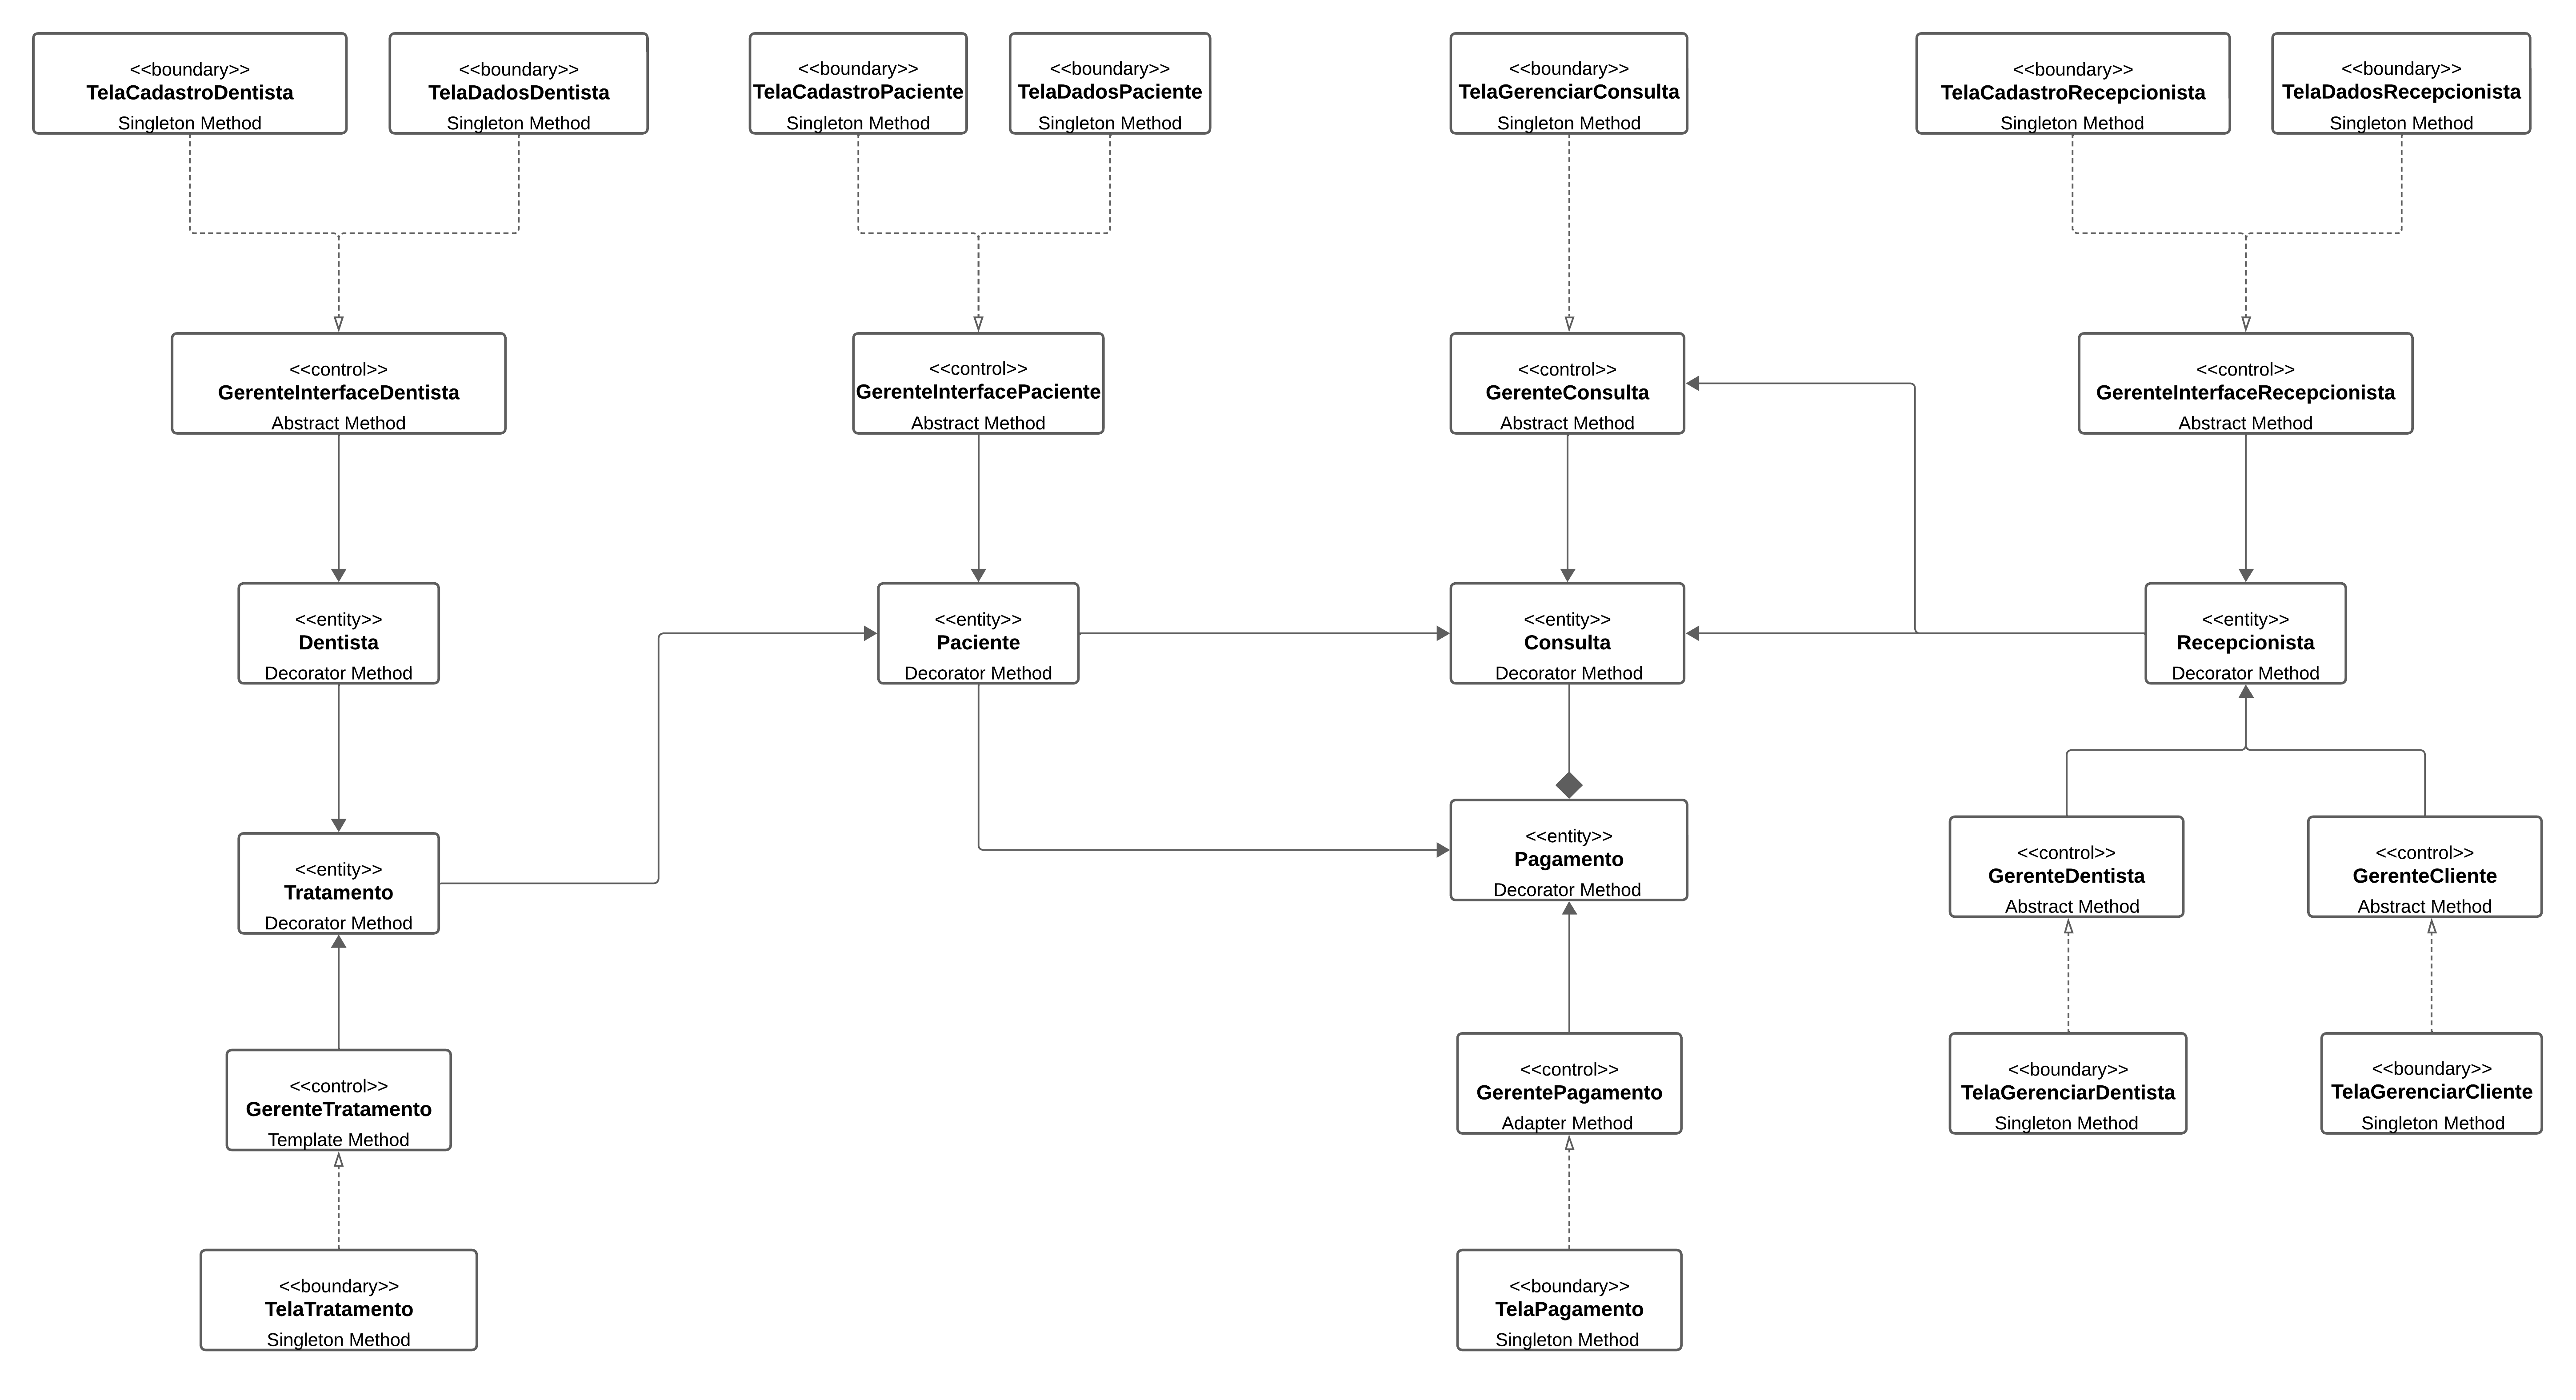 <<boundary>>
TelaCadastroDentista
Singleton Method
<<boundary>>
TelaDadosDentista
Singleton Method
<<boundary>>
TelaCadastroPaciente
Singleton Method
<<boundary>>
TelaDadosPaciente
Singleton Method
<<boundary>>
TelaGerenciarConsulta
Singleton Method
<<boundary>>
TelaCadastroRecepcionista
Singleton Method
<<boundary>>
TelaDadosRecepcionista
Singleton Method
<<control>>
GerenteInterfaceDentista
Abstract Method
<<control>>
GerenteInterfacePaciente
Abstract Method
<<control>>
GerenteConsulta
Abstract Method
<<control>>
GerenteInterfaceRecepcionista
Abstract Method
<<entity>>
Dentista
Decorator Method
<<entity>>
Paciente
Decorator Method
<<entity>>
Consulta
Decorator Method
<<entity>>
Recepcionista
Decorator Method
<<entity>>
Tratamento
Decorator Method
<<entity>>
Pagamento
Decorator Method
<<control>>
GerenteDentista
Abstract Method
<<control>>
GerenteCliente
Abstract Method
<<control>>
GerenteTratamento
Template Method
<<control>>
GerentePagamento
Adapter Method
<<boundary>>
TelaGerenciarDentista
Singleton Method
<<boundary>>
TelaGerenciarCliente
Singleton Method
<<boundary>>
TelaTratamento
Singleton Method
<<boundary>>
TelaPagamento
Singleton Method